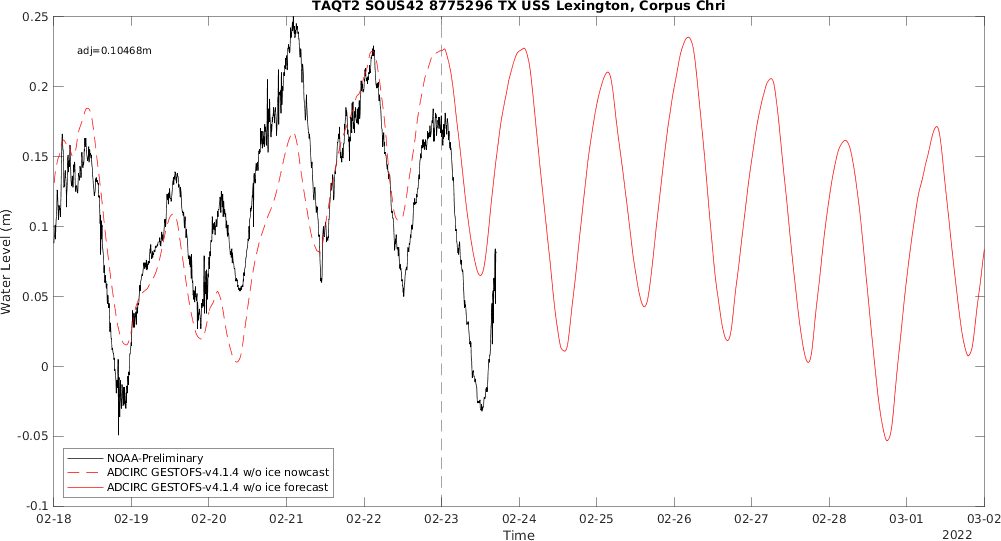 TAQT2 SOUS42 8775296 TX USS Lexington, Corpus Chri
adj=0.10468m
0.25
0.2
0.15
0.1
0.05
0
-0.05
-0.1
Water Level (m)
NOAA-Preliminary
ADCIRC GESTOFS-v4.1.4 w/o ice nowcast
ADCIRC GESTOFS-v4.1.4 w/o ice forecast
02-18 02-19 02-20 02-21 02-22 02-23 02-24 02-25 02-26 02-27 02-28 03-01 03-02
Time
2022